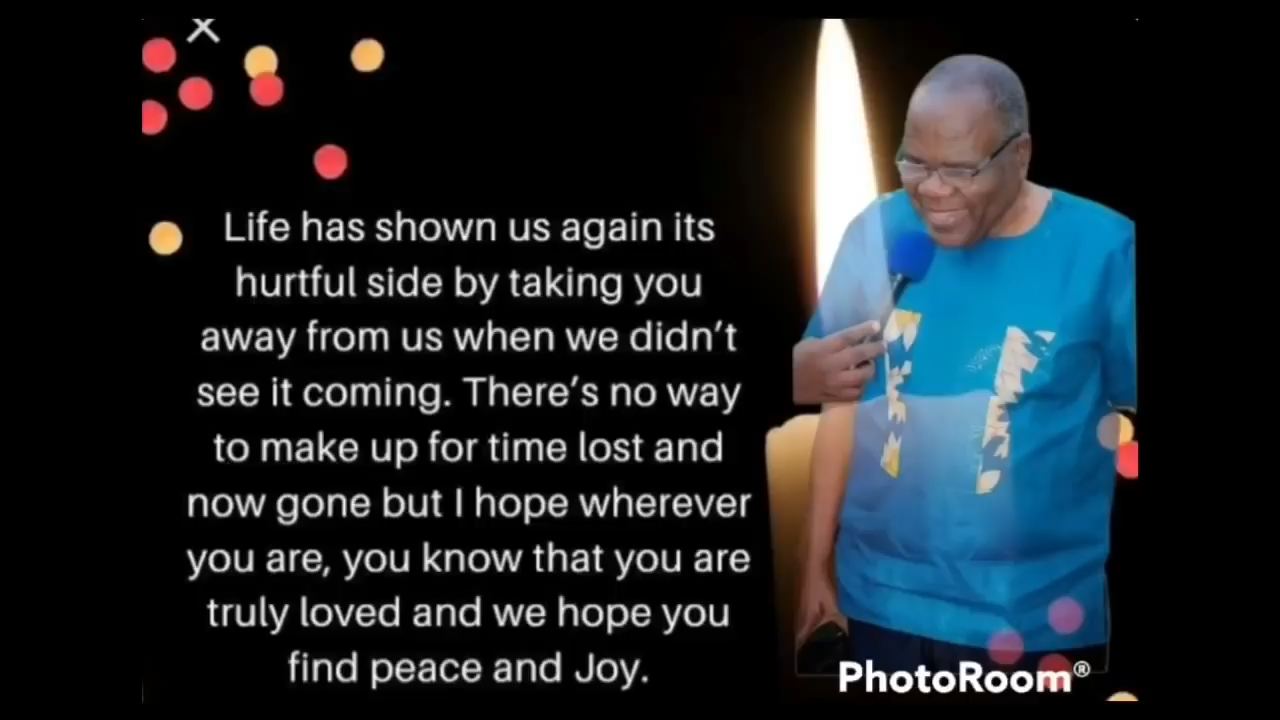 Life has shown us again its
hurtful side by taking you
away from us when we didn’t
see it coming. There’s no way
to make up for time lost and
now gone but I hope wherever
you are, you know that you are
truly loved and we hope you
find peace and Joy.
PhotoRoom®